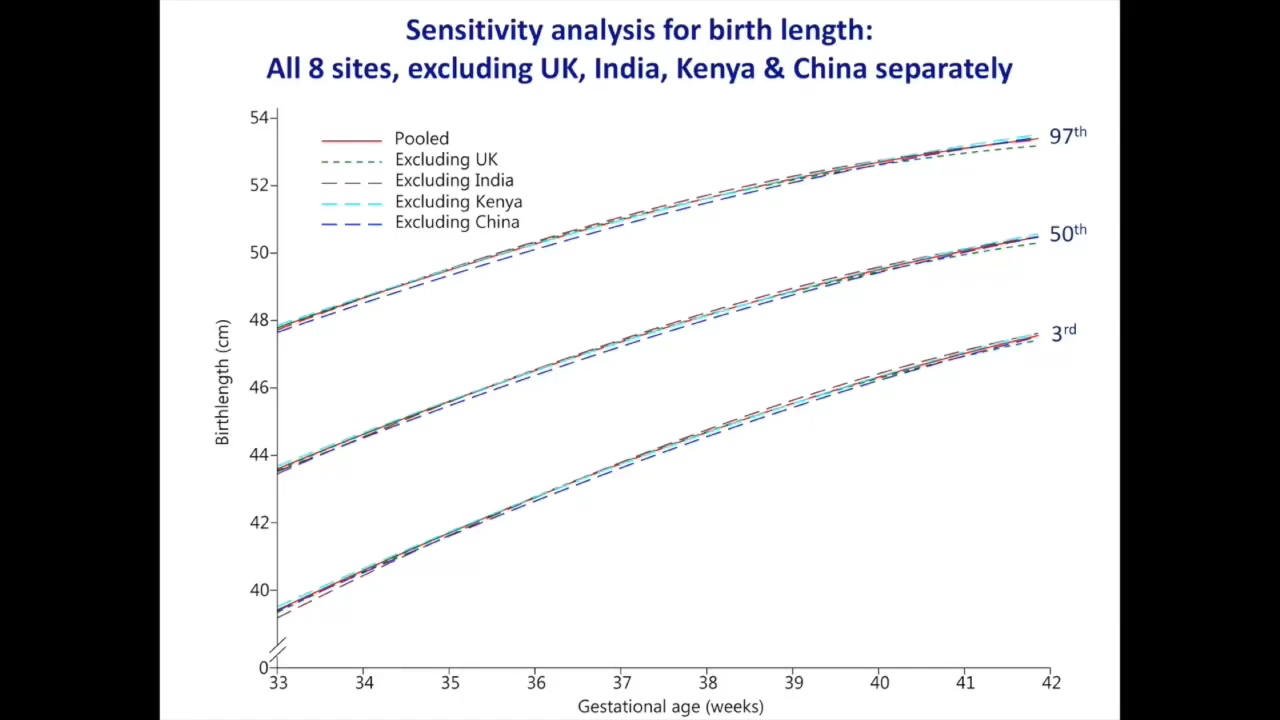 Sensitivity analysis for birth length:
All 8 sites, excluding UK, India, Kenya & China separately
Pooled
Excluding UK
Excluding India
Excluding Kenya
Excluding China
97th
50th
3rd
Birthlength (cm)
54
52
50
48
46
44
42
40
0
33 34 35 36 37 38 39 40 41 42
Gestational age (weeks)